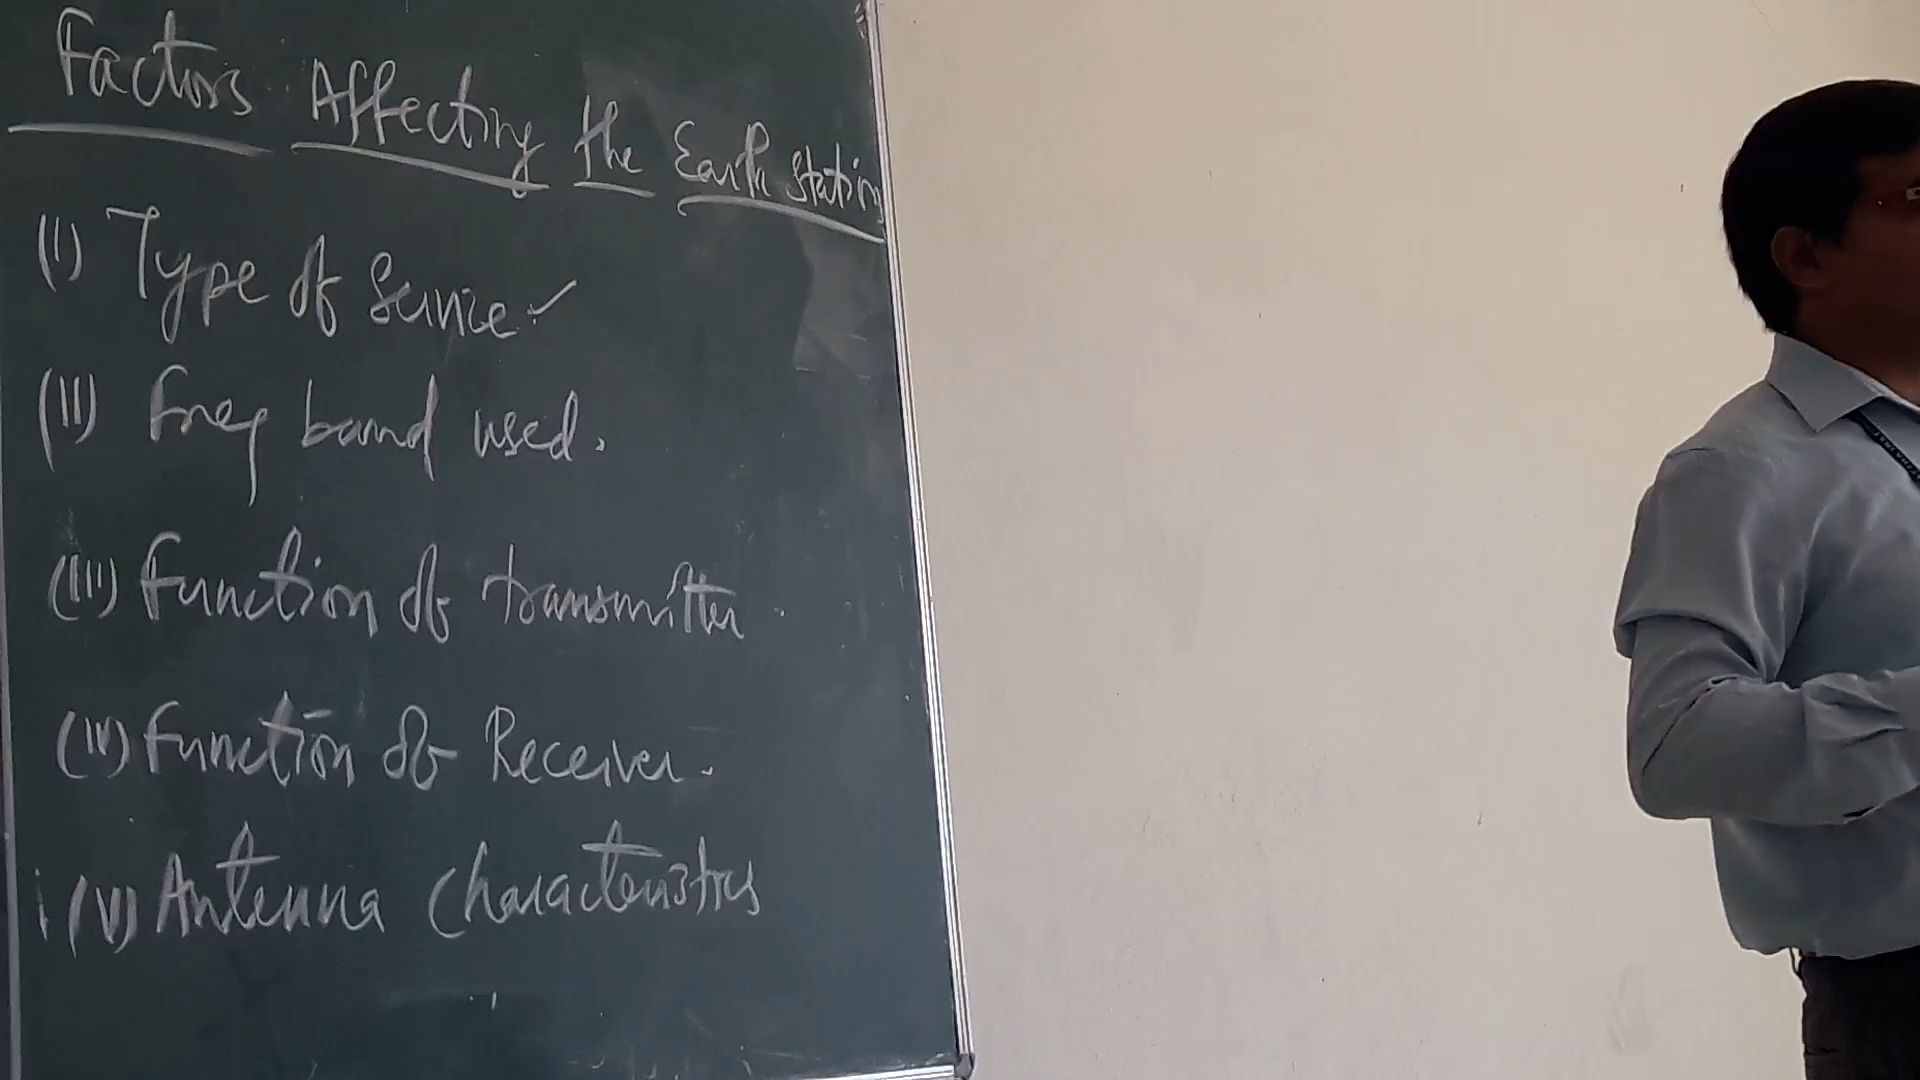 Factors Affecting the Earth Station
(I) Type of Service ✓
(II) Freq band used.
(III) Function of transmitter.
(IV) Function of Receiver.
(V) Antenna Characteristics